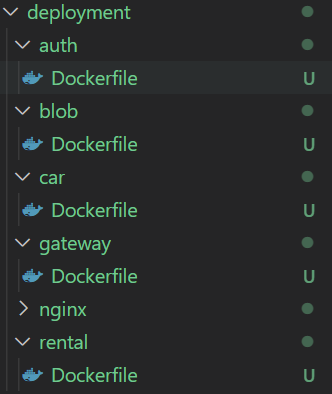 deployment
auth
Dockerfile U
blob
Dockerfile U
car
Dockerfile U
gateway
Dockerfile U
nginx
rental
Dockerfile U